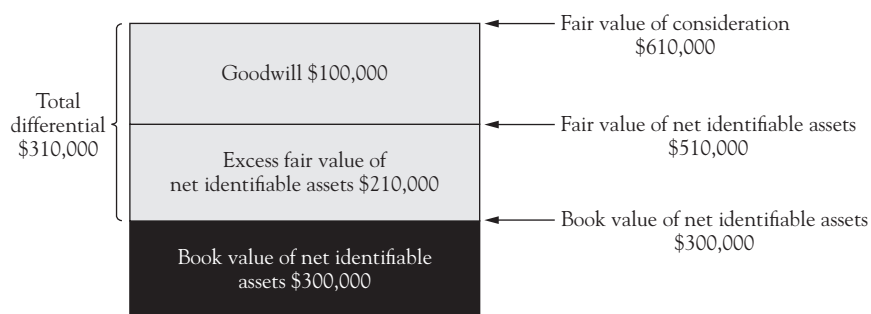 Fair value of consideration
$610,000
Goodwill $100,000
Total
differential
$310,000
Fair value of net identifiable assets
$510,000
Excess fair value of
net identifiable assets $210,000
Book value of net identifiable assets
$300,000
Book value of net identifiable
assets $300,000